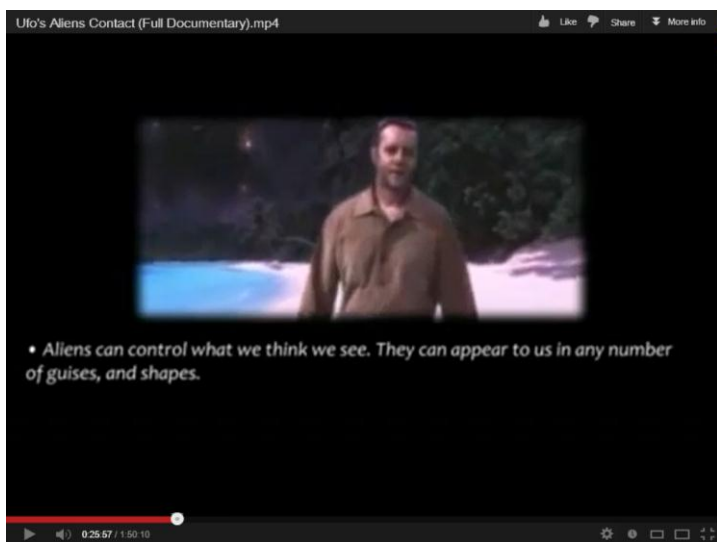 Ufo's Aliens Contact (Full Documentary).mp4 Like Share More info
• Aliens can control what we think we see. They can appear to us in any number
of guises, and shapes.
0:25:57 / 1:50:10